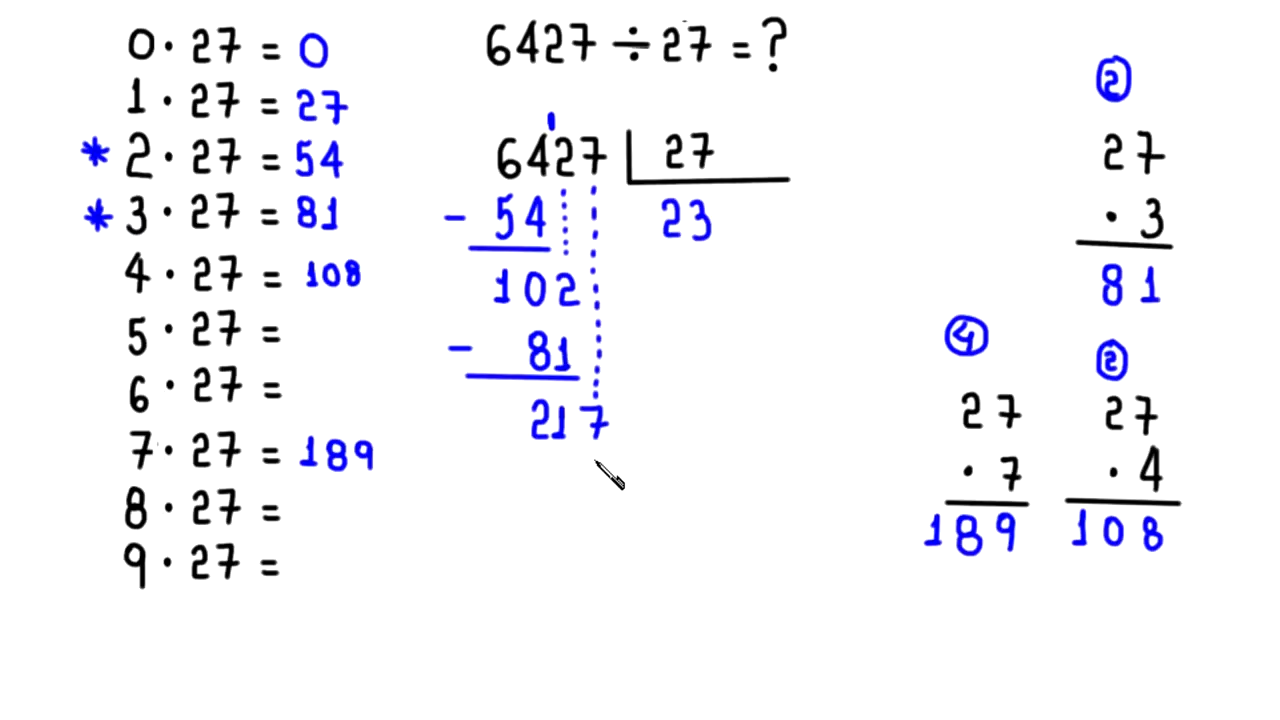 0 · 27 = 0
1 · 27 = 27
* 2 · 27 = 54
* 3 · 27 = 81
4 · 27 = 108
5 · 27 =
6 · 27 =
7 · 27 = 189
8 · 27 =
9 · 27 =
6427 ÷ 27 = ?
64'27 | 27
- 54 23
102
- 81
217
2
27
· 3
81
4
27
· 7
189
2
27
· 4
108